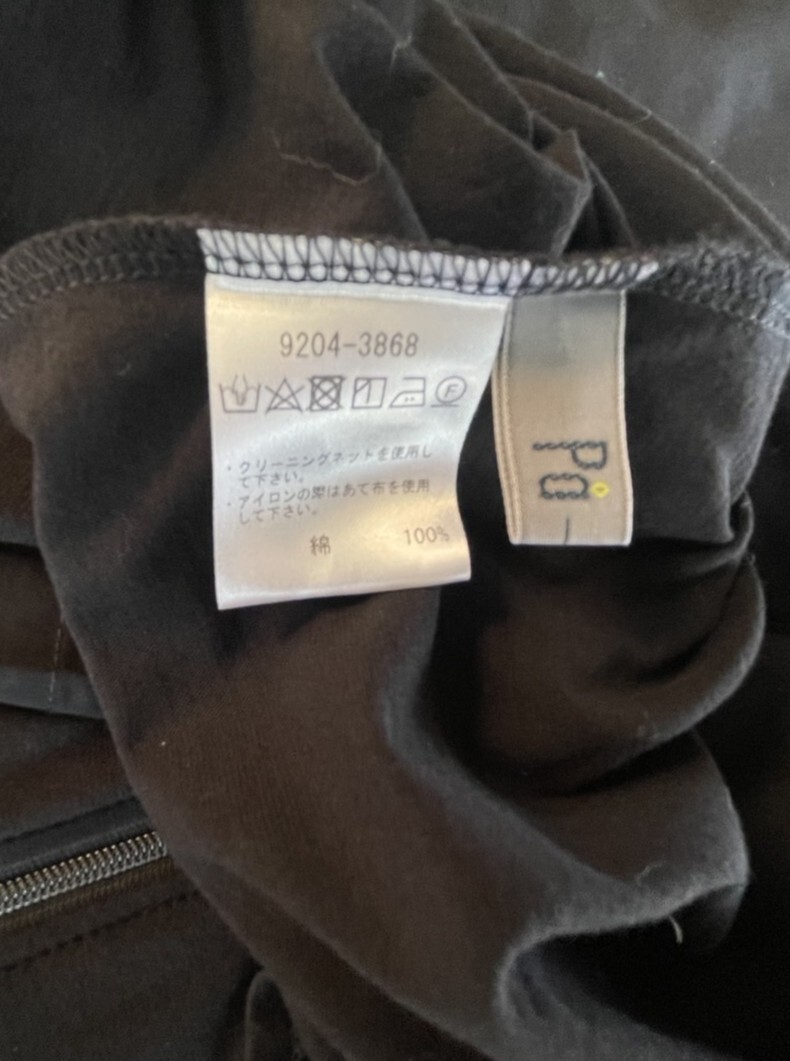 9204-3868
・クリーニングネットを使用し
て下さい。
・アイロンの際はあて布を使用
して下さい。
綿 100%
Pa